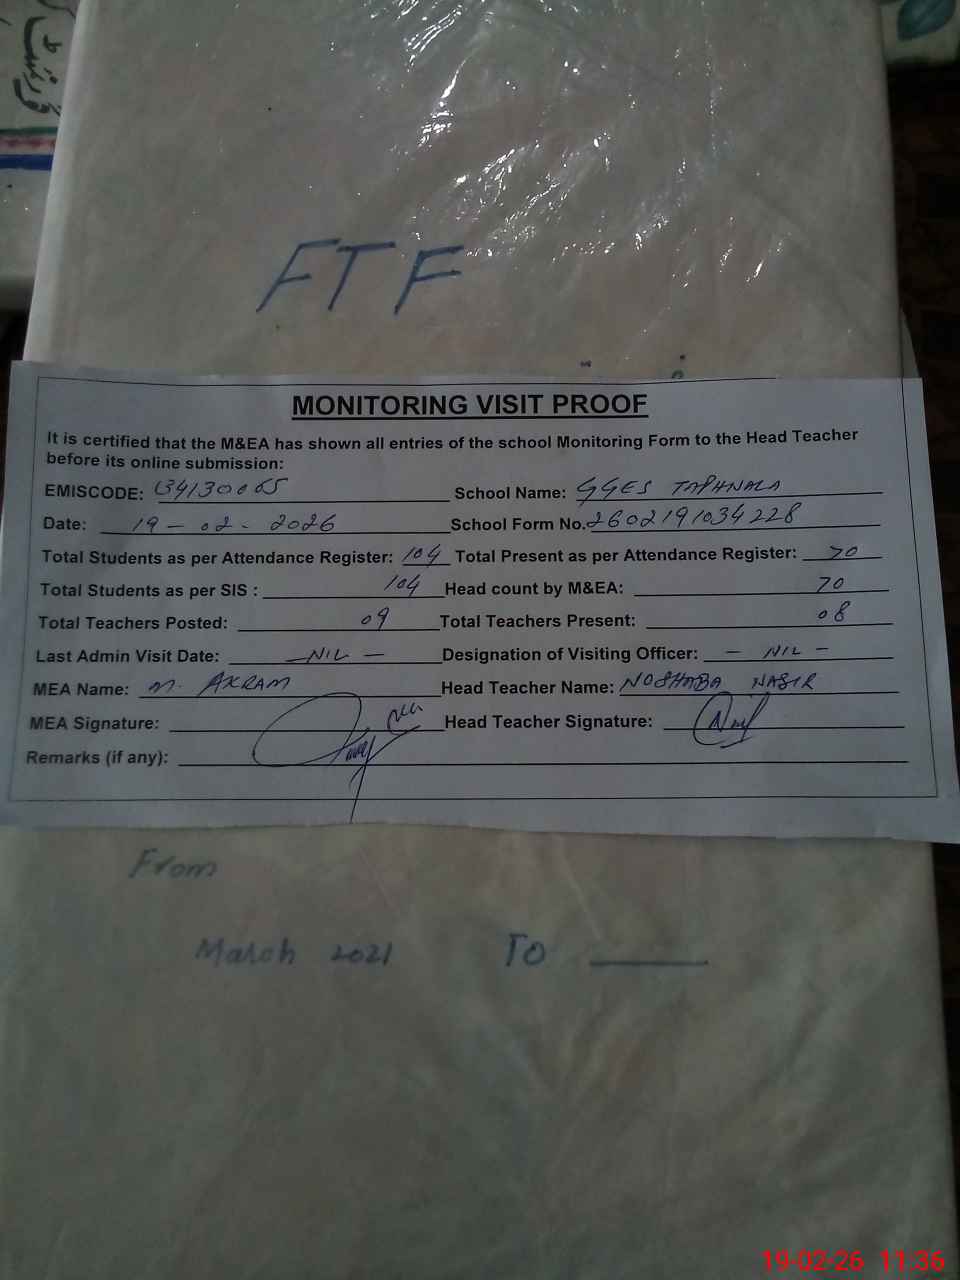 FTF
MONITORING VISIT PROOF
It is certified that the M&EA has shown all entries of the school Monitoring Form to the Head Teacher
before its online submission:
EMISCODE: 34130065 School Name: GGES TAPHNALA
Date: 19-02-2026 School Form No. 2602191034228
Total Students as per Attendance Register: 104 Total Present as per Attendance Register: 70
Total Students as per SIS : 104 Head count by M&EA: 70
Total Teachers Posted: 09 Total Teachers Present: 08
Last Admin Visit Date: - NIL - Designation of Visiting Officer: - NIL -
MEA Name: M. AKRAM Head Teacher Name: NOSHABA NASIR
MEA Signature: Head Teacher Signature:
Remarks (if any):
From
March 2021 To
19-02-26 11:36